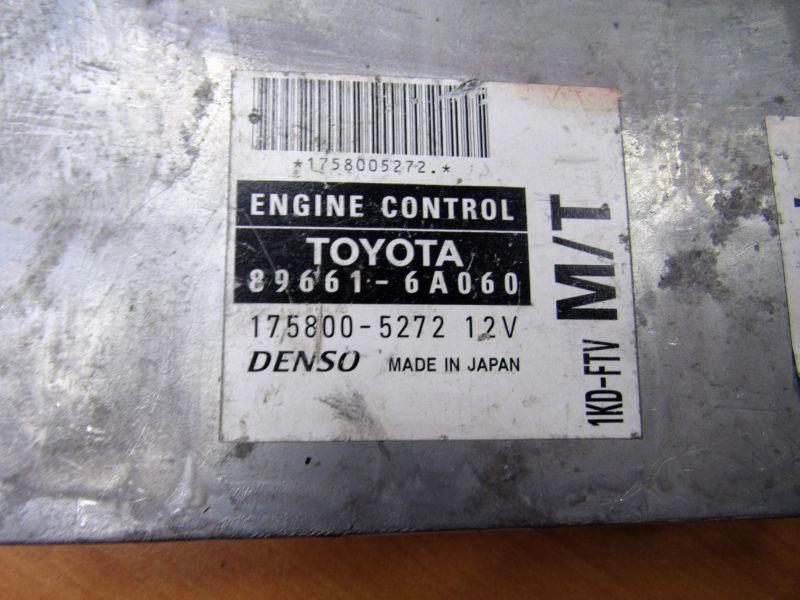 *1758005272.*
ENGINE CONTROL
TOYOTA
89661-6A060
175800-5272 12V
DENSO MADE IN JAPAN
1KD-FTV M/T